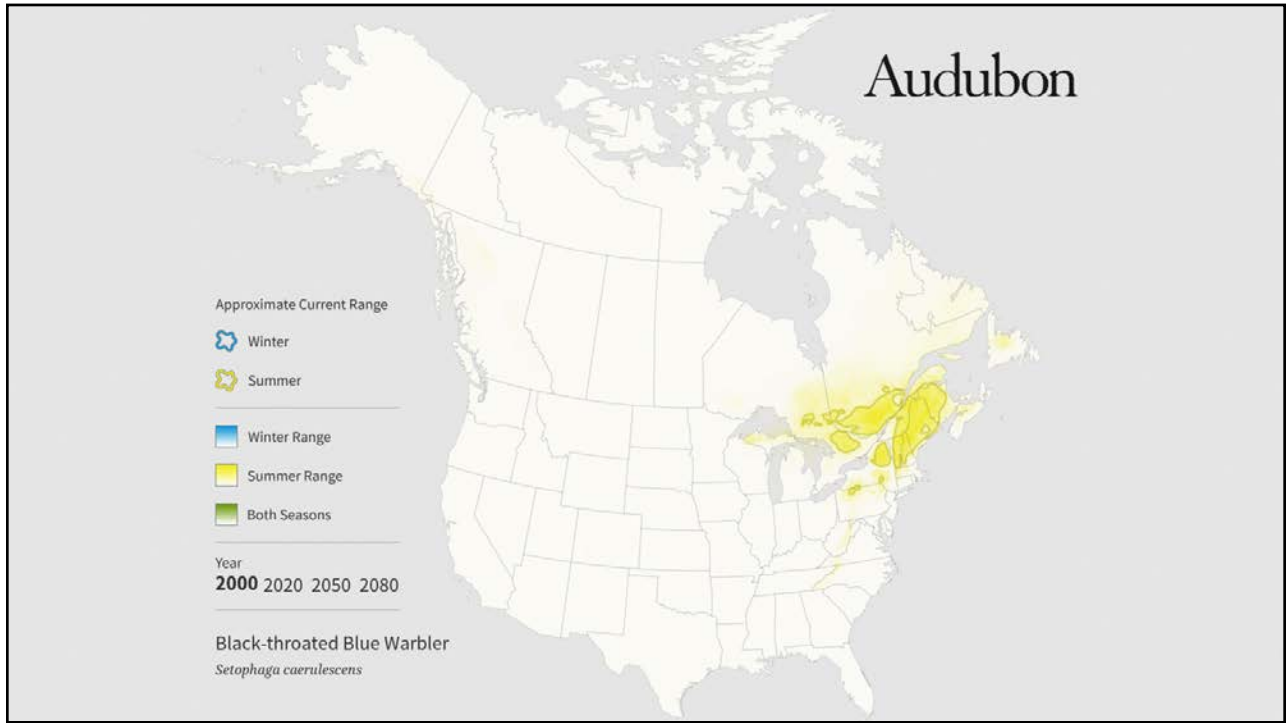 Audubon
Approximate Current Range
Winter
Summer
Winter Range
Summer Range
Both Seasons
Year
2000 2020 2050 2080
Black-throated Blue Warbler
Setophaga caerulescens